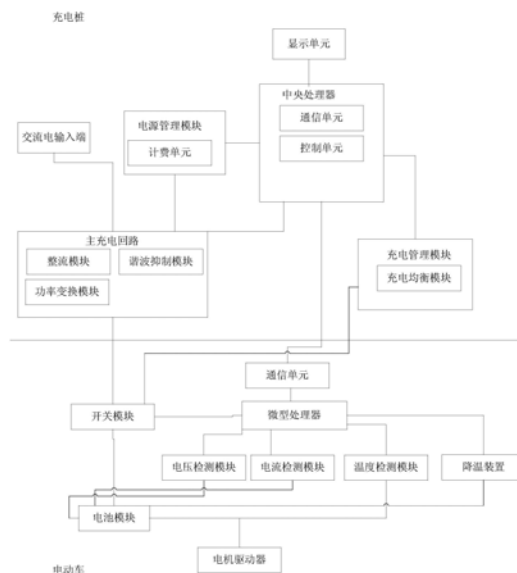 充电桩
显示单元
中央处理器
通信单元
控制单元
电源管理模块
计费单元
交流电输入端
主充电回路
整流模块
谐波抑制模块
功率变换模块
充电管理模块
充电均衡模块
通信单元
开关模块
微型处理器
电压检测模块
电流检测模块
温度检测模块
降温装置
电池模块
电机驱动器
电动车